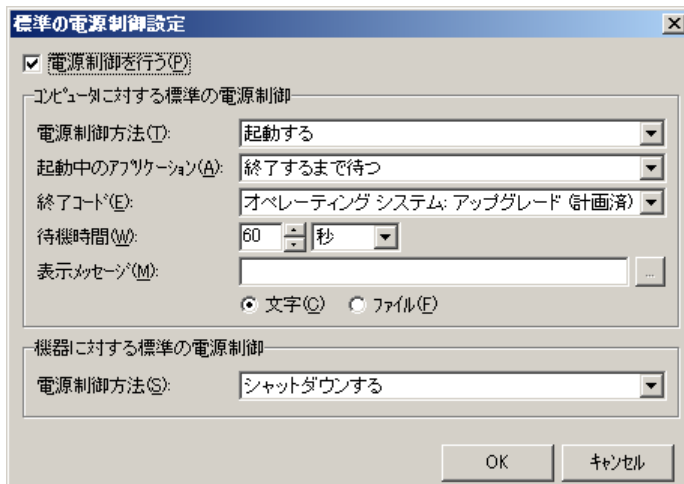 標準の電源制御設定
電源制御を行う(P)
コンピュータに対する標準の電源制御
電源制御方法(T): 起動する
起動中のアプリケーション(A): 終了するまで待つ
終了コード(E): オペレーティング システム: アップグレード (計画済)
待機時間(W): 60 秒
表示メッセージ(M): ...
文字(C) ファイル(F)
機器に対する標準の電源制御
電源制御方法(S): シャットダウンする
OK キャンセル